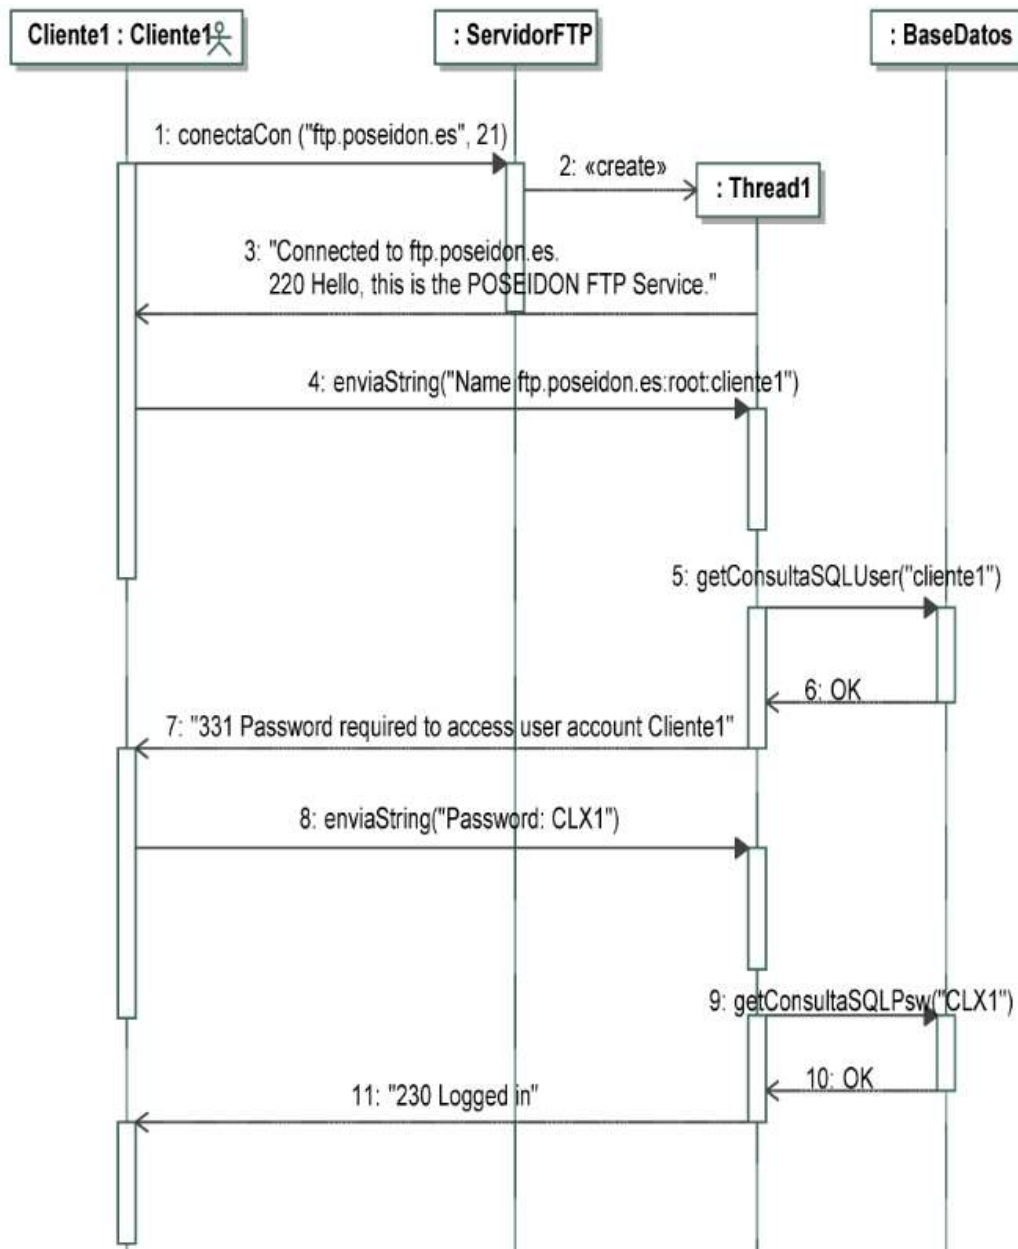 Cliente1 : Cliente1
: ServidorFTP
: BaseDatos
1: conectaCon ("ftp.poseidon.es", 21)
2: «create»
: Thread1
3: "Connected to ftp.poseidon.es.
220 Hello, this is the POSEIDON FTP Service."
4: enviaString("Name ftp.poseidon.es:root:cliente1")
5: getConsultaSQLUser("cliente1")
6: OK
7: "331 Password required to access user account Cliente1"
8: enviaString("Password: CLX1")
9: getConsultaSQLPsw("CLX1")
10: OK
11: "230 Logged in"